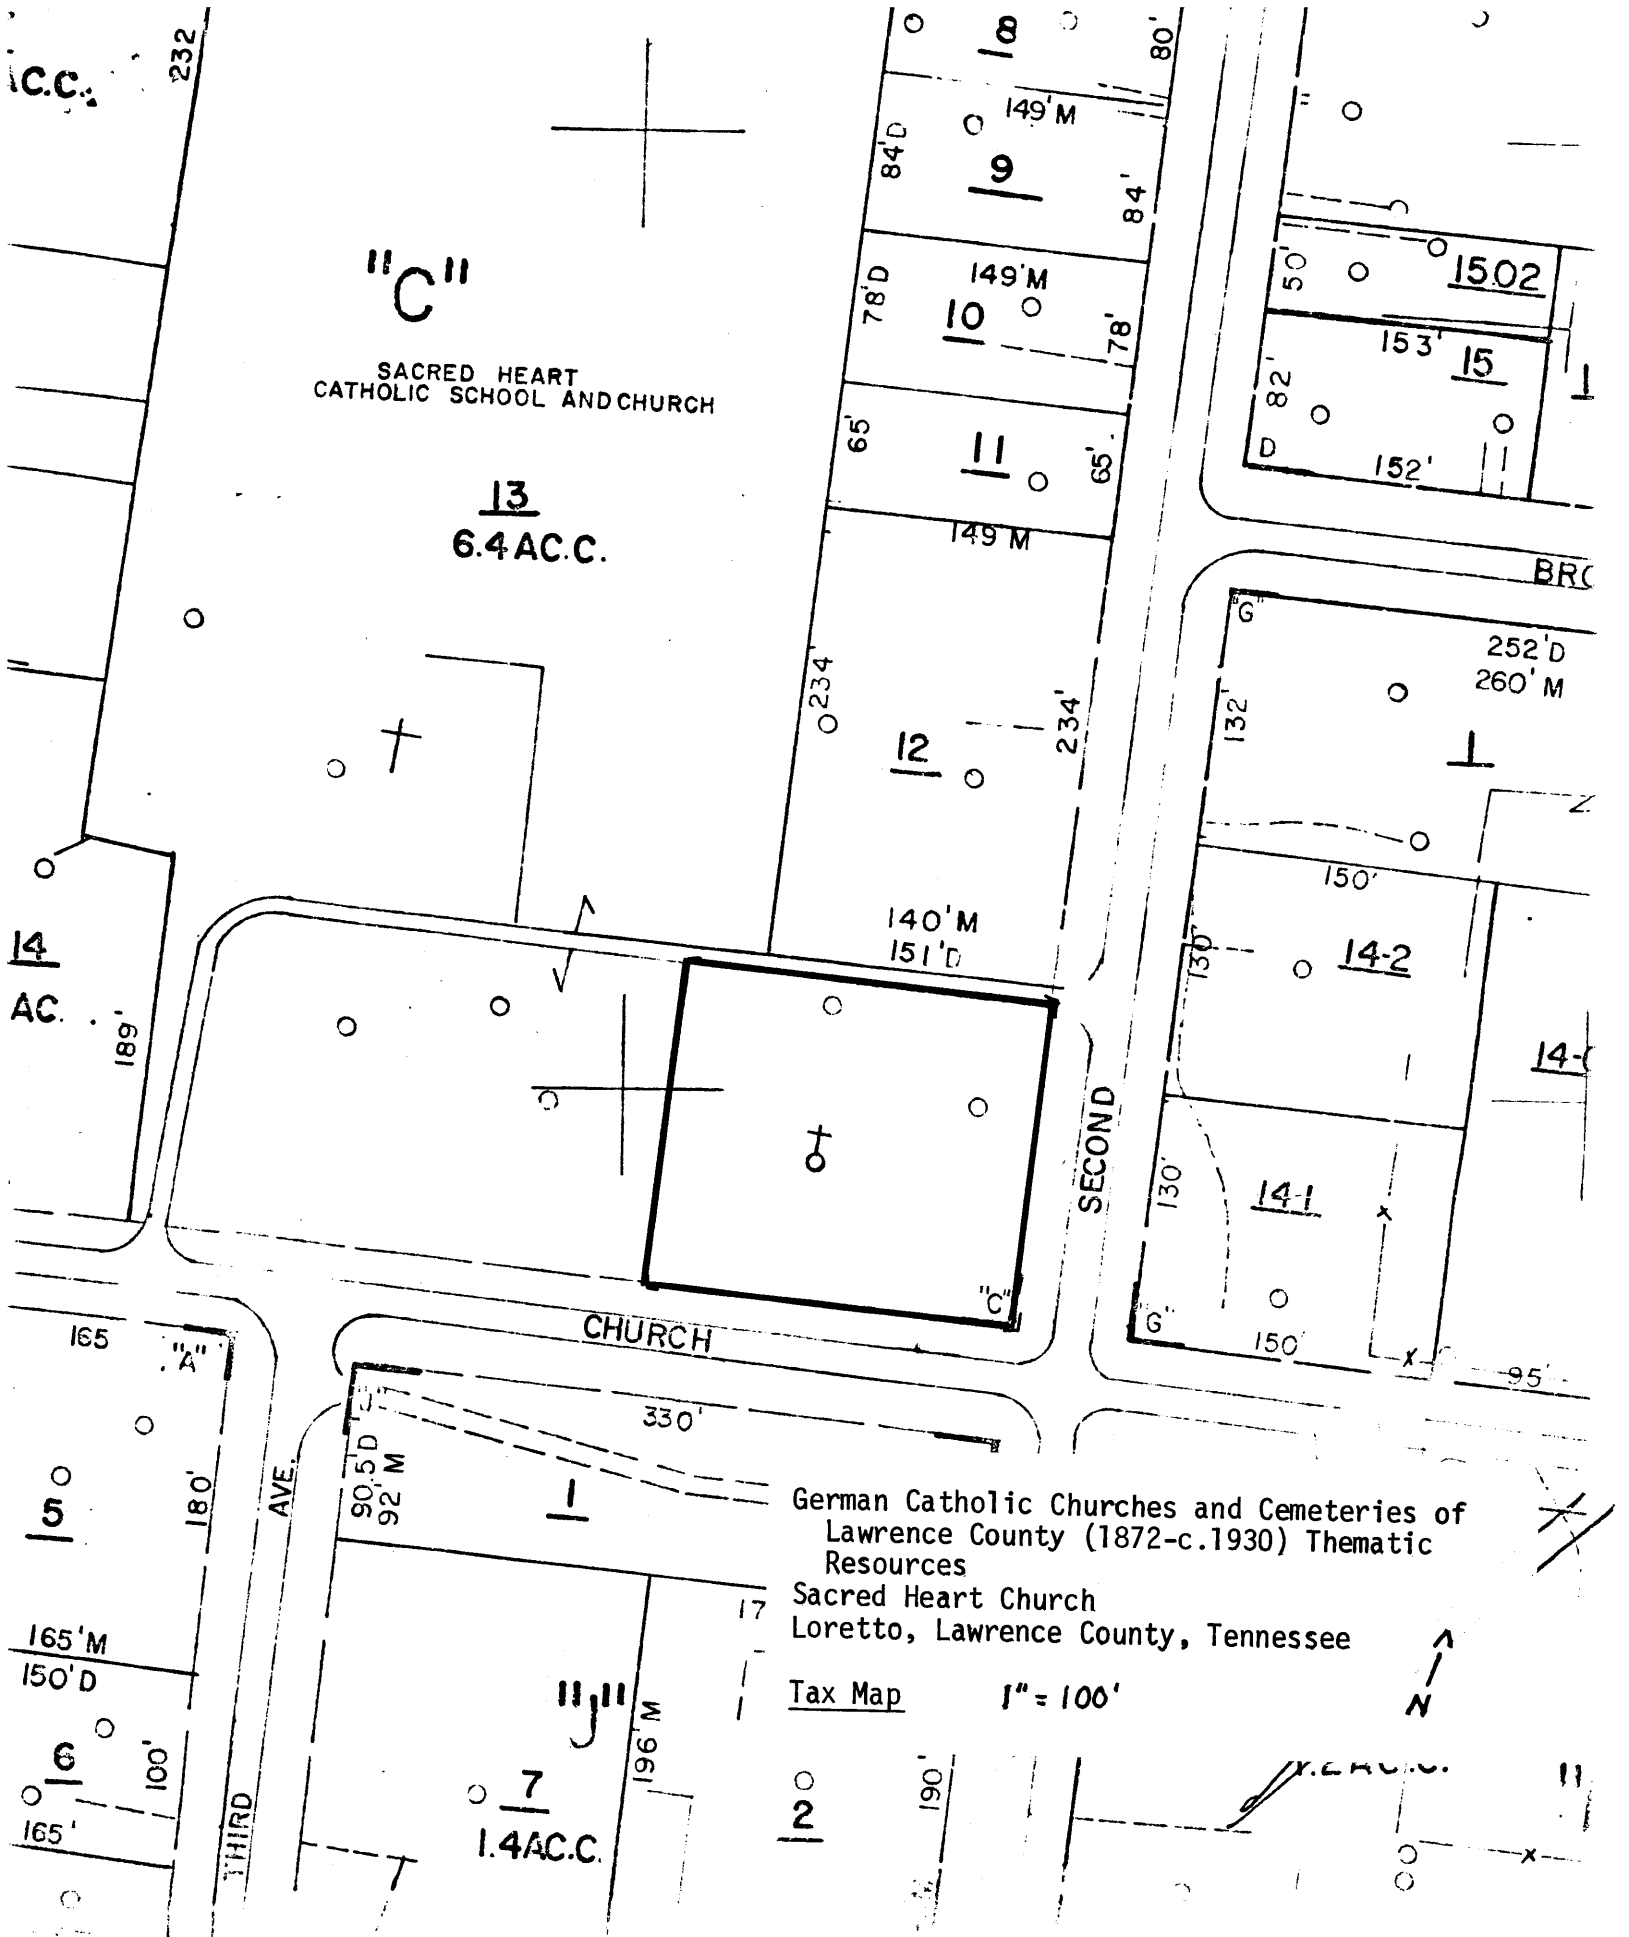 232
C.C.
8
80'
149'M
84'D
9
84'
"C"
149'M
78'D
10
78'
50'
15.02
SACRED HEART
CATHOLIC SCHOOL AND CHURCH
153'
15
82'
1
65'
11
65'
D
152'
13
6.4 AC.C.
149 M
"G"
252'D
260'M
234'
12
234'
132'
1
150'
140'M
151'D
14
AC.
189'
130'
14-2
SECOND
130'
14-1
"C"
"G"
150'
CHURCH
165
"A"
95'
330'
5
180'
AVE.
90.5'D
92'M
1
German Catholic Churches and Cemeteries of
Lawrence County (1872-c.1930) Thematic
Resources
Sacred Heart Church
Loretto, Lawrence County, Tennessee
Tax Map 1" = 100'
N
17
165'M
150'D
"J"
196'M
6
100'
165'
THIRD
7
1.4 AC.C.
2
190'